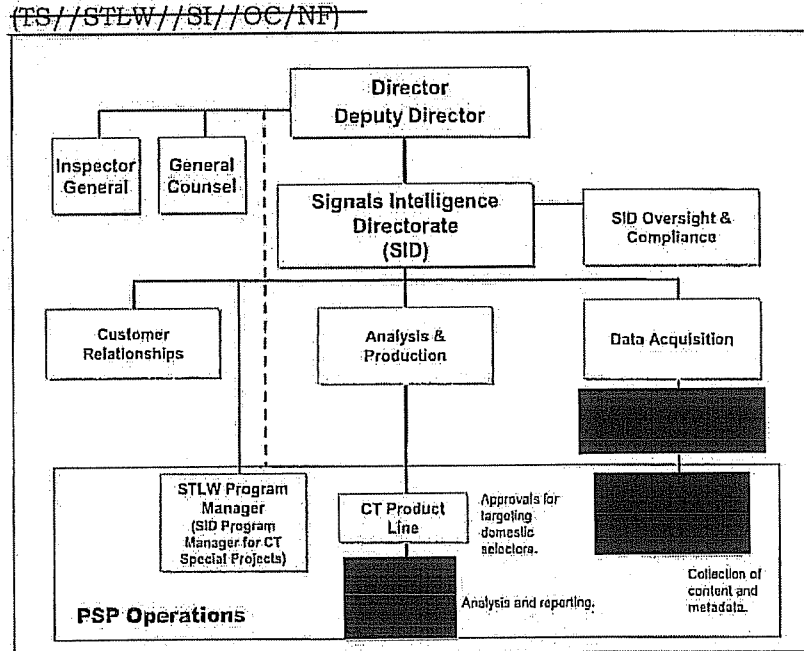 (TS//STLW//SI//OC/NF)
Director
Deputy Director
Inspector
General
General
Counsel
Signals Intelligence
Directorate
(SID)
SID Oversight &
Compliance
Customer
Relationships
Analysis &
Production
Data Acquisition
STLW Program
Manager
(SID Program
Manager for CT
Special Projects)
CT Product
Line
Approvals for
targeting
domestic
selectors.
Analysis and reporting.
Collection of
content and
metadata.
PSP Operations